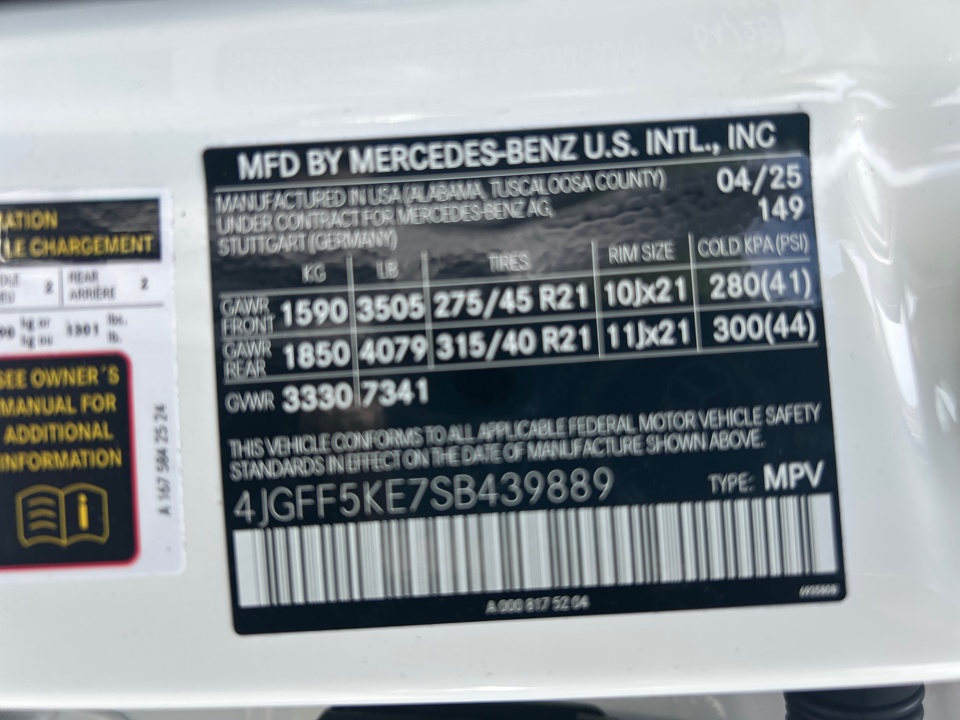 MFD BY MERCEDES-BENZ U.S. INTL., INC
MANUFACTURED IN USA (ALABAMA, TUSCALOOSA COUNTY) 04/25
UNDER CONTRACT FOR MERCEDES-BENZ AG, 149
STUTTGART (GERMANY)
KG LB TIRES RIM SIZE COLD KPA (PSI)
GAWR FRONT 1590 3505 275/45 R21 10Jx21 280(41)
GAWR REAR 1850 4079 315/40 R21 11Jx21 300(44)
GVWR 3330 7341
THIS VEHICLE CONFORMS TO ALL APPLICABLE FEDERAL MOTOR VEHICLE SAFETY
STANDARDS IN EFFECT ON THE DATE OF MANUFACTURE SHOWN ABOVE.
4JGFF5KE7SB439889 TYPE: MPV
A 000 817 52 04
LE CHARGEMENT
2 REAR ARRIÈRE 2
kg or kg ou 1301 lbs. lb.
SEE OWNER'S
MANUAL FOR
ADDITIONAL
INFORMATION
A 167 584 25 24